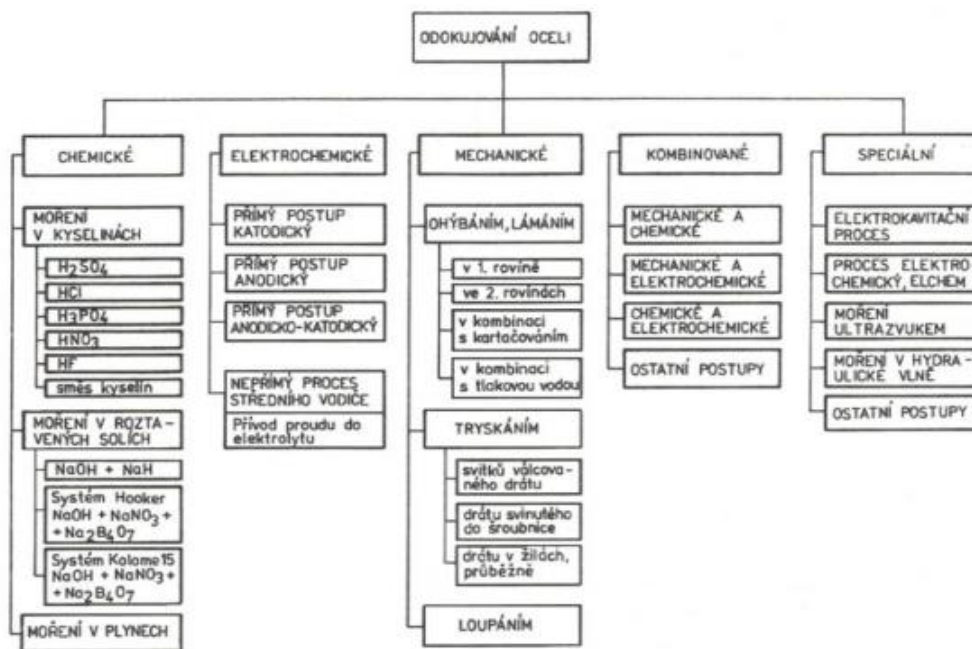 ODOKUJOVÁNÍ OCELI
CHEMICKÉ
MOŘENÍ
V KYSELINÁCH
H2SO4
HCl
H3PO4
HNO3
HF
směs kyselin
MOŘENÍ V ROZTA-
VENÝCH SOLÍCH
NaOH + NaH
Systém Hooker
NaOH + NaNO3 +
+ Na2B4O7
Systém Kolame 15
NaOH + NaNO3 +
+ Na2B4O7
MOŘENÍ V PLYNECH
ELEKTROCHEMICKÉ
PŘÍMÝ POSTUP
KATODICKÝ
PŘÍMÝ POSTUP
ANODICKÝ
PŘÍMÝ POSTUP
ANODICKO-KATODICKÝ
NEPŘÍMÝ PROCES
STŘEDNÍHO VODIČE
Přívod proudu do
elektrolytu
MECHANICKÉ
OHÝBÁNÍM, LÁMÁNÍM
v 1. rovině
ve 2. rovinách
v kombinaci
s kartáčováním
v kombinaci
s tlakovou vodou
TRYSKÁNÍM
svitků válcova-
ného drátu
drátu svinutého
do šroubnice
drátu v žilách,
průběžně
LOUPÁNÍM
KOMBINOVANÉ
MECHANICKÉ A
CHEMICKÉ
MECHANICKÉ A
ELEKTROCHEMICKÉ
CHEMICKÉ A
ELEKTROCHEMICKÉ
OSTATNÍ POSTUPY
SPECIÁLNÍ
ELEKTROKAVITAČNÍ
PROCES
PROCES ELEKTRO
CHEMICKÝ, ELCHEM
MOŘENÍ
ULTRAZVUKEM
MOŘENÍ V HYDRA-
ULICKÉ VLNĚ
OSTATNÍ POSTUPY